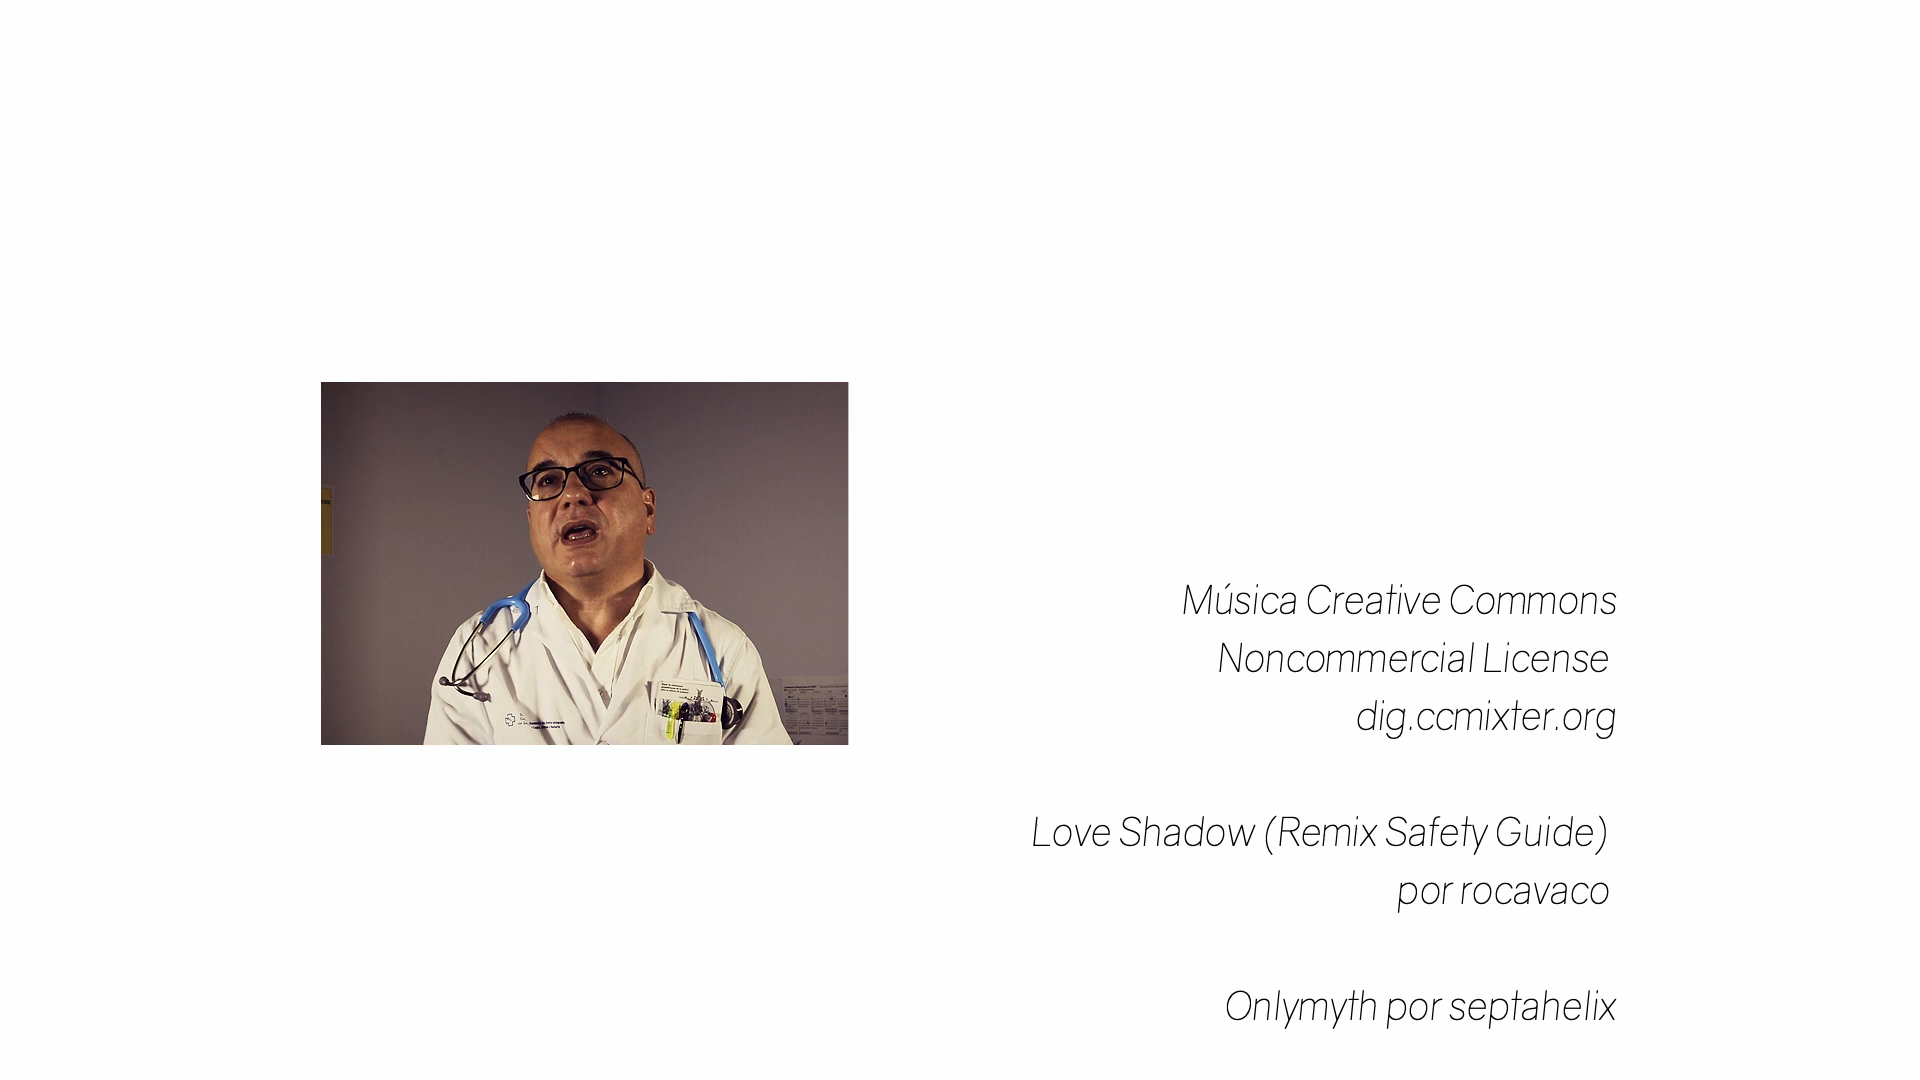 Música Creative Commons
Noncommercial License
dig.ccmixter.org
Love Shadow (Remix Safety Guide)
por rocavaco
Onlymyth por septahelix